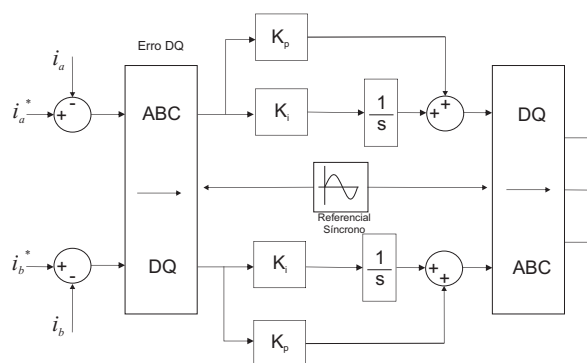 i_a
Erro DQ
K_p
-
i_a*
+
ABC
K_i
1
s
+
+
DQ
Referencial
Síncrono
i_b*
+
-
DQ
K_i
1
s
+
+
ABC
i_b
K_p